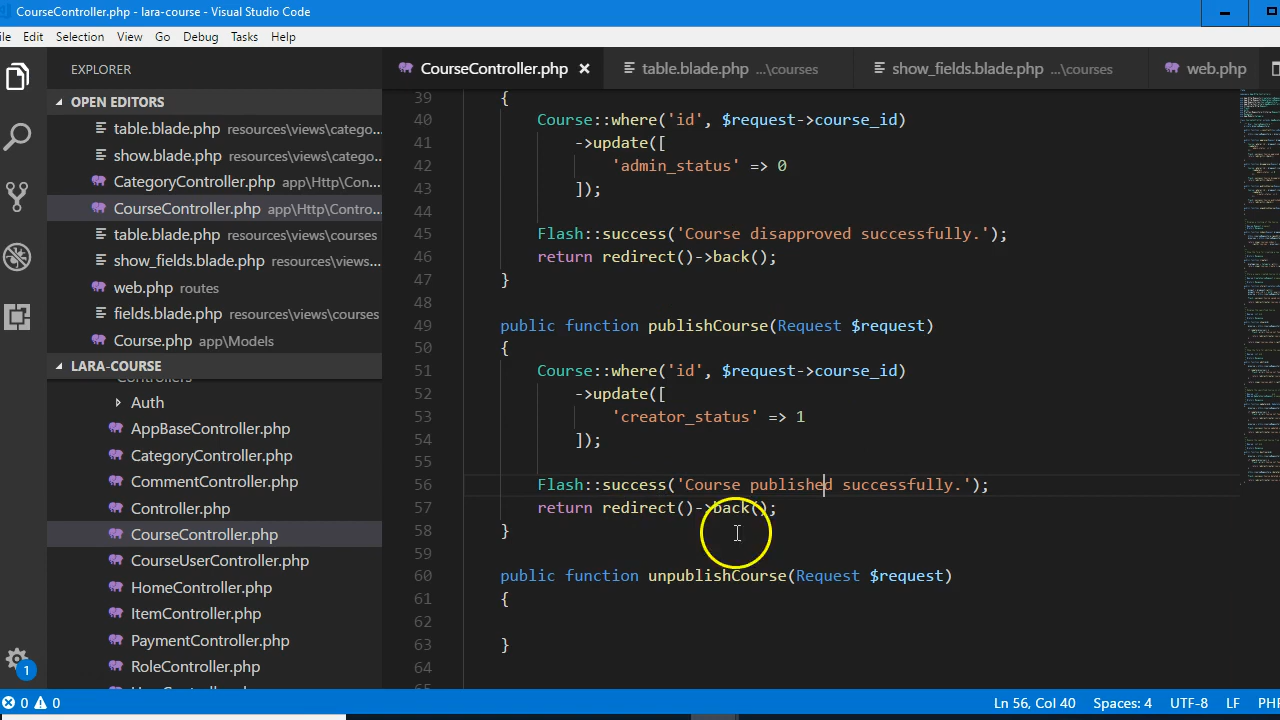 CourseController.php - lara-course - Visual Studio Code
ile Edit Selection View Go Debug Tasks Help
EXPLORER
OPEN EDITORS
table.blade.php resources\views\catego...
show.blade.php resources\views\catego...
CategoryController.php app\Http\Con...
CourseController.php app\Http\Contro...
table.blade.php resources\views\courses
show_fields.blade.php resources\views...
web.php routes
fields.blade.php resources\views\courses
Course.php app\Models
LARA-COURSE
Controllers
Auth
AppBaseController.php
CategoryController.php
CommentController.php
Controller.php
CourseController.php
CourseUserController.php
HomeController.php
ItemController.php
PaymentController.php
RoleController.php
1
CourseController.php × table.blade.php ...\courses show_fields.blade.php ...\courses web.php
39 {
40 Course::where('id', $request->course_id)
41 ->update([
42 'admin_status' => 0
43 ]);
44
45 Flash::success('Course disapproved successfully.');
46 return redirect()->back();
47 }
48
49 public function publishCourse(Request $request)
50 {
51 Course::where('id', $request->course_id)
52 ->update([
53 'creator_status' => 1
54 ]);
55
56 Flash::success('Course published successfully.');
57 return redirect()->back();
58 }
59
60 public function unpublishCourse(Request $request)
61 {
62
63 }
64
65
0 0 Ln 56, Col 40 Spaces: 4 UTF-8 LF PHP